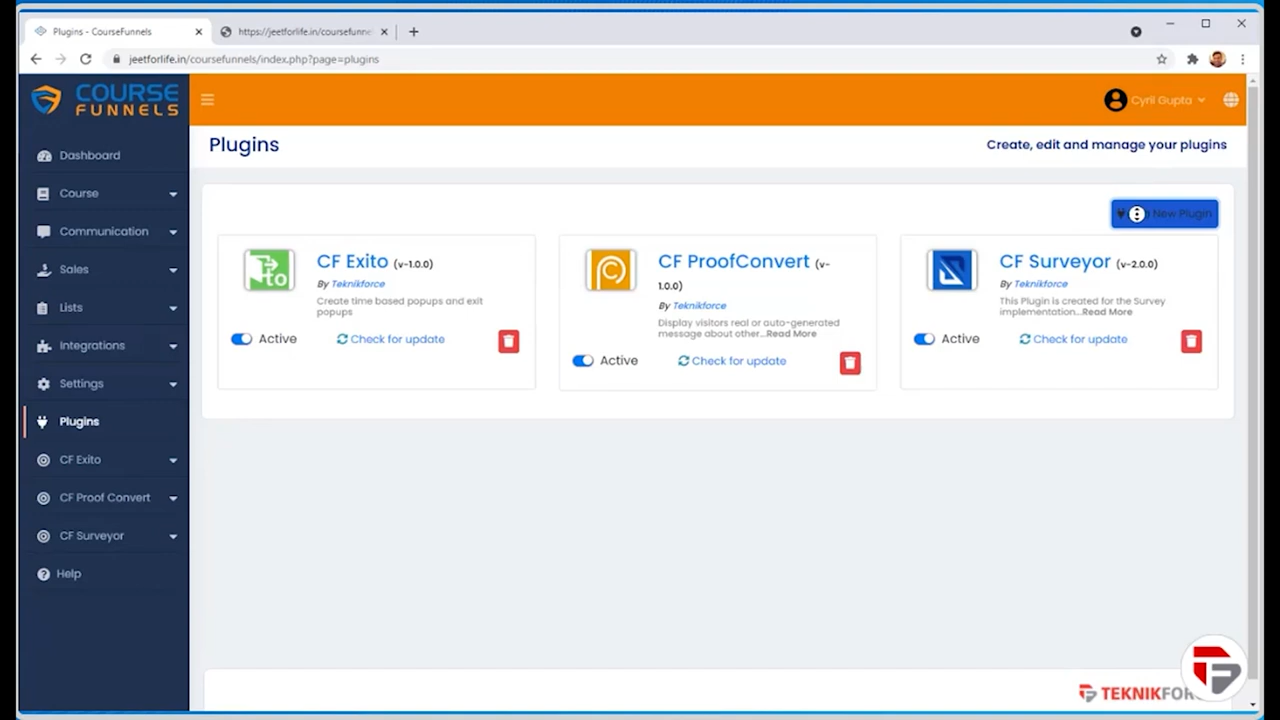 Plugins - CourseFunnels
https://jeetforlife.in/coursefunne
jeetforlife.in/coursefunnels/index.php?page=plugins
COURSE
FUNNELS
Cyril Gupta
Dashboard
Course
Communication
Sales
Lists
Integrations
Settings
Plugins
CF Exito
CF Proof Convert
CF Surveyor
Help
Plugins
Create, edit and manage your plugins
New Plugin
to
CF Exito (v-1.0.0)
By Teknikforce
Create time based popups and exit
popups
Active
Check for update
CF ProofConvert (v-
1.0.0)
By Teknikforce
Display visitors real or auto-generated
message about other...Read More
Active
Check for update
CF Surveyor (v-2.0.0)
By Teknikforce
This Plugin is created for the Survey
implementation...Read More
Active
Check for update
TEKNIKFOR